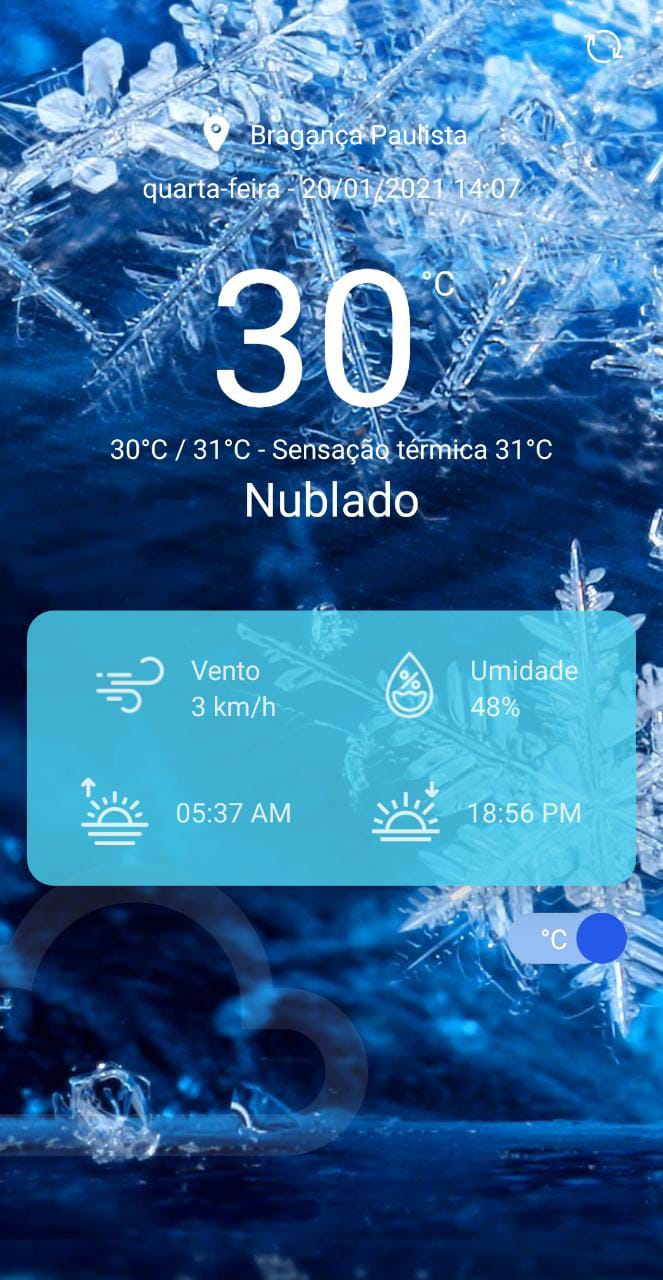 Bragança Paulista
quarta-feira - 20/01/2021 14:07
30°C
30°C / 31°C - Sensação térmica 31°C
Nublado
Vento
3 km/h
Umidade
48%
05:37 AM
18:56 PM
°C